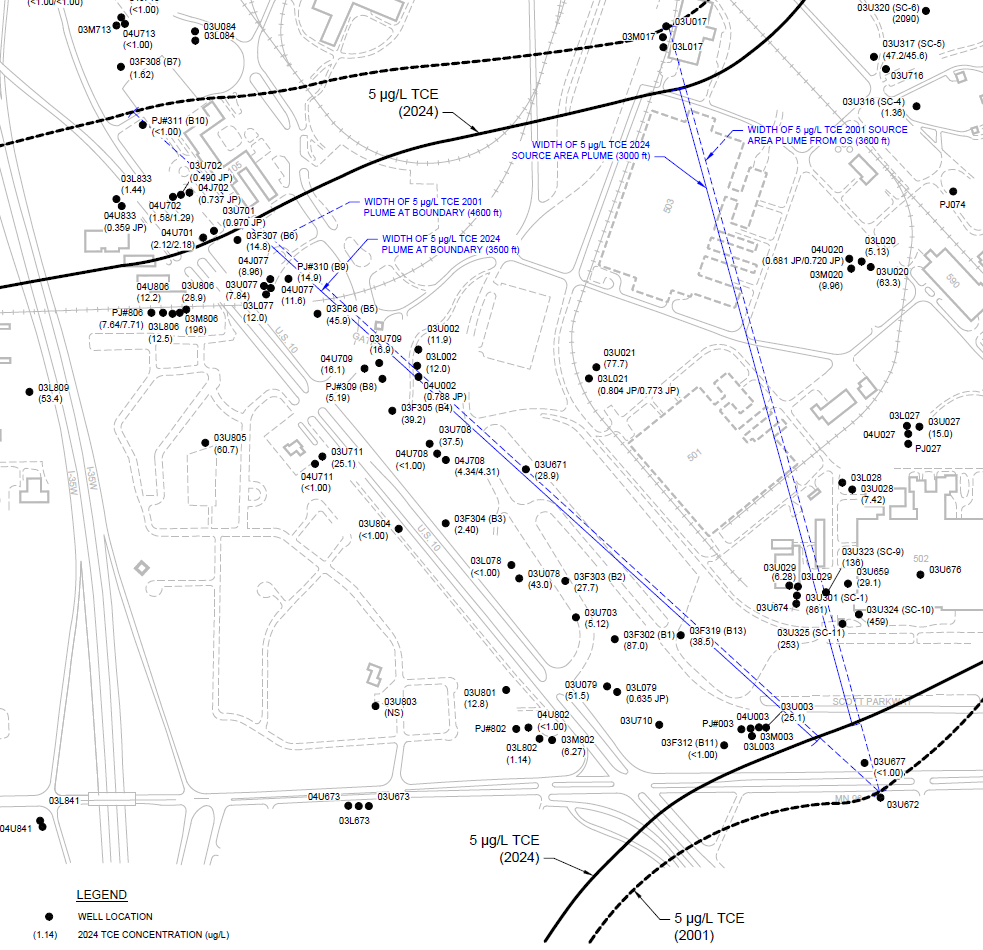 (<1.00/<1.00)
(<1.00)
03M713
04U713
(<1.00)
03U084
03L084
03F308 (B7)
(1.62)
03U017
03M017
03L017
03U320 (SC-6)
(2090)
03U317 (SC-5)
(47.2/45.6)
03U716
5 µg/L TCE
(2024)
03U316 (SC-4)
(1.36)
PJ#311 (B10)
(<1.00)
WIDTH OF 5 µg/L TCE 2001 SOURCE
AREA PLUME FROM OS (3600 ft)
WIDTH OF 5 µg/L TCE 2024
SOURCE AREA PLUME (3000 ft)
03U702
(0.490 JP)
04J702
(0.737 JP)
04U702
(1.58/1.29)
03L833
(1.44)
04U833
(0.359 JP)
503
PJ074
WIDTH OF 5 µg/L TCE 2001
PLUME AT BOUNDARY (4600 ft)
03U701
(0.970 JP)
04U701
(2.12/2.18)
03F307 (B6)
(14.8)
WIDTH OF 5 µg/L TCE 2024
PLUME AT BOUNDARY (3500 ft)
04J077
(8.96)
PJ#310 (B9)
(14.9)
03U077
(7.84)
04U077
(11.6)
03L077
(12.0)
04U020
(0.681 JP/0.720 JP)
03L020
(5.13)
03M020
(9.96)
03U020
(63.3)
590
04U806
(12.2)
03U806
(28.9)
PJ#806
(7.64/7.71)
03M806
(196)
03L806
(12.5)
03F306 (B5)
(45.9)
U.S. 10
03U002
(11.9)
03U709
(16.9)
04U709
(16.1)
03L002
(12.0)
PJ#309 (B8)
(5.19)
04U002
(0.788 JP)
03U021
(77.7)
03L021
(0.804 JP/0.773 JP)
03L809
(53.4)
03F305 (B4)
(39.2)
03L027
03U027
(15.0)
04U027
PJ027
03U805
(60.7)
03U708
(37.5)
04U708
(<1.00)
04J708
(4.34/4.31)
03U711
(25.1)
04U711
(<1.00)
501
03U671
(28.9)
I-35W
I-35W
03L028
03U028
(7.42)
03U804
(<1.00)
03F304 (B3)
(2.40)
U.S. 10
03U323 (SC-9)
(136)
502
03L078
(<1.00)
03U078
(43.0)
03F303 (B2)
(27.7)
03U029
(6.28)
03L029
03U659
(29.1)
03U676
03U301 (SC-1)
(861)
03U674
03U324 (SC-10)
(459)
03U703
(5.12)
03U325 (SC-11)
(253)
03F302 (B1)
(87.0)
03F319 (B13)
(38.5)
03U801
(12.8)
03U079
(51.5)
03L079
(0.635 JP)
03U803
(NS)
SCOTT PARKWAY
03U003
(25.1)
04U802
(<1.00)
PJ#802
03L802
(1.14)
03M802
(6.27)
03U710
PJ#003
04U003
03M003
03L003
03F312 (B11)
(<1.00)
03U677
(<1.00)
03L841
04U841
04U673
03U673
03L673
MN 96
03U672
5 µg/L TCE
(2024)
5 µg/L TCE
(2001)
LEGEND
WELL LOCATION
(1.14) 2024 TCE CONCENTRATION (ug/L)